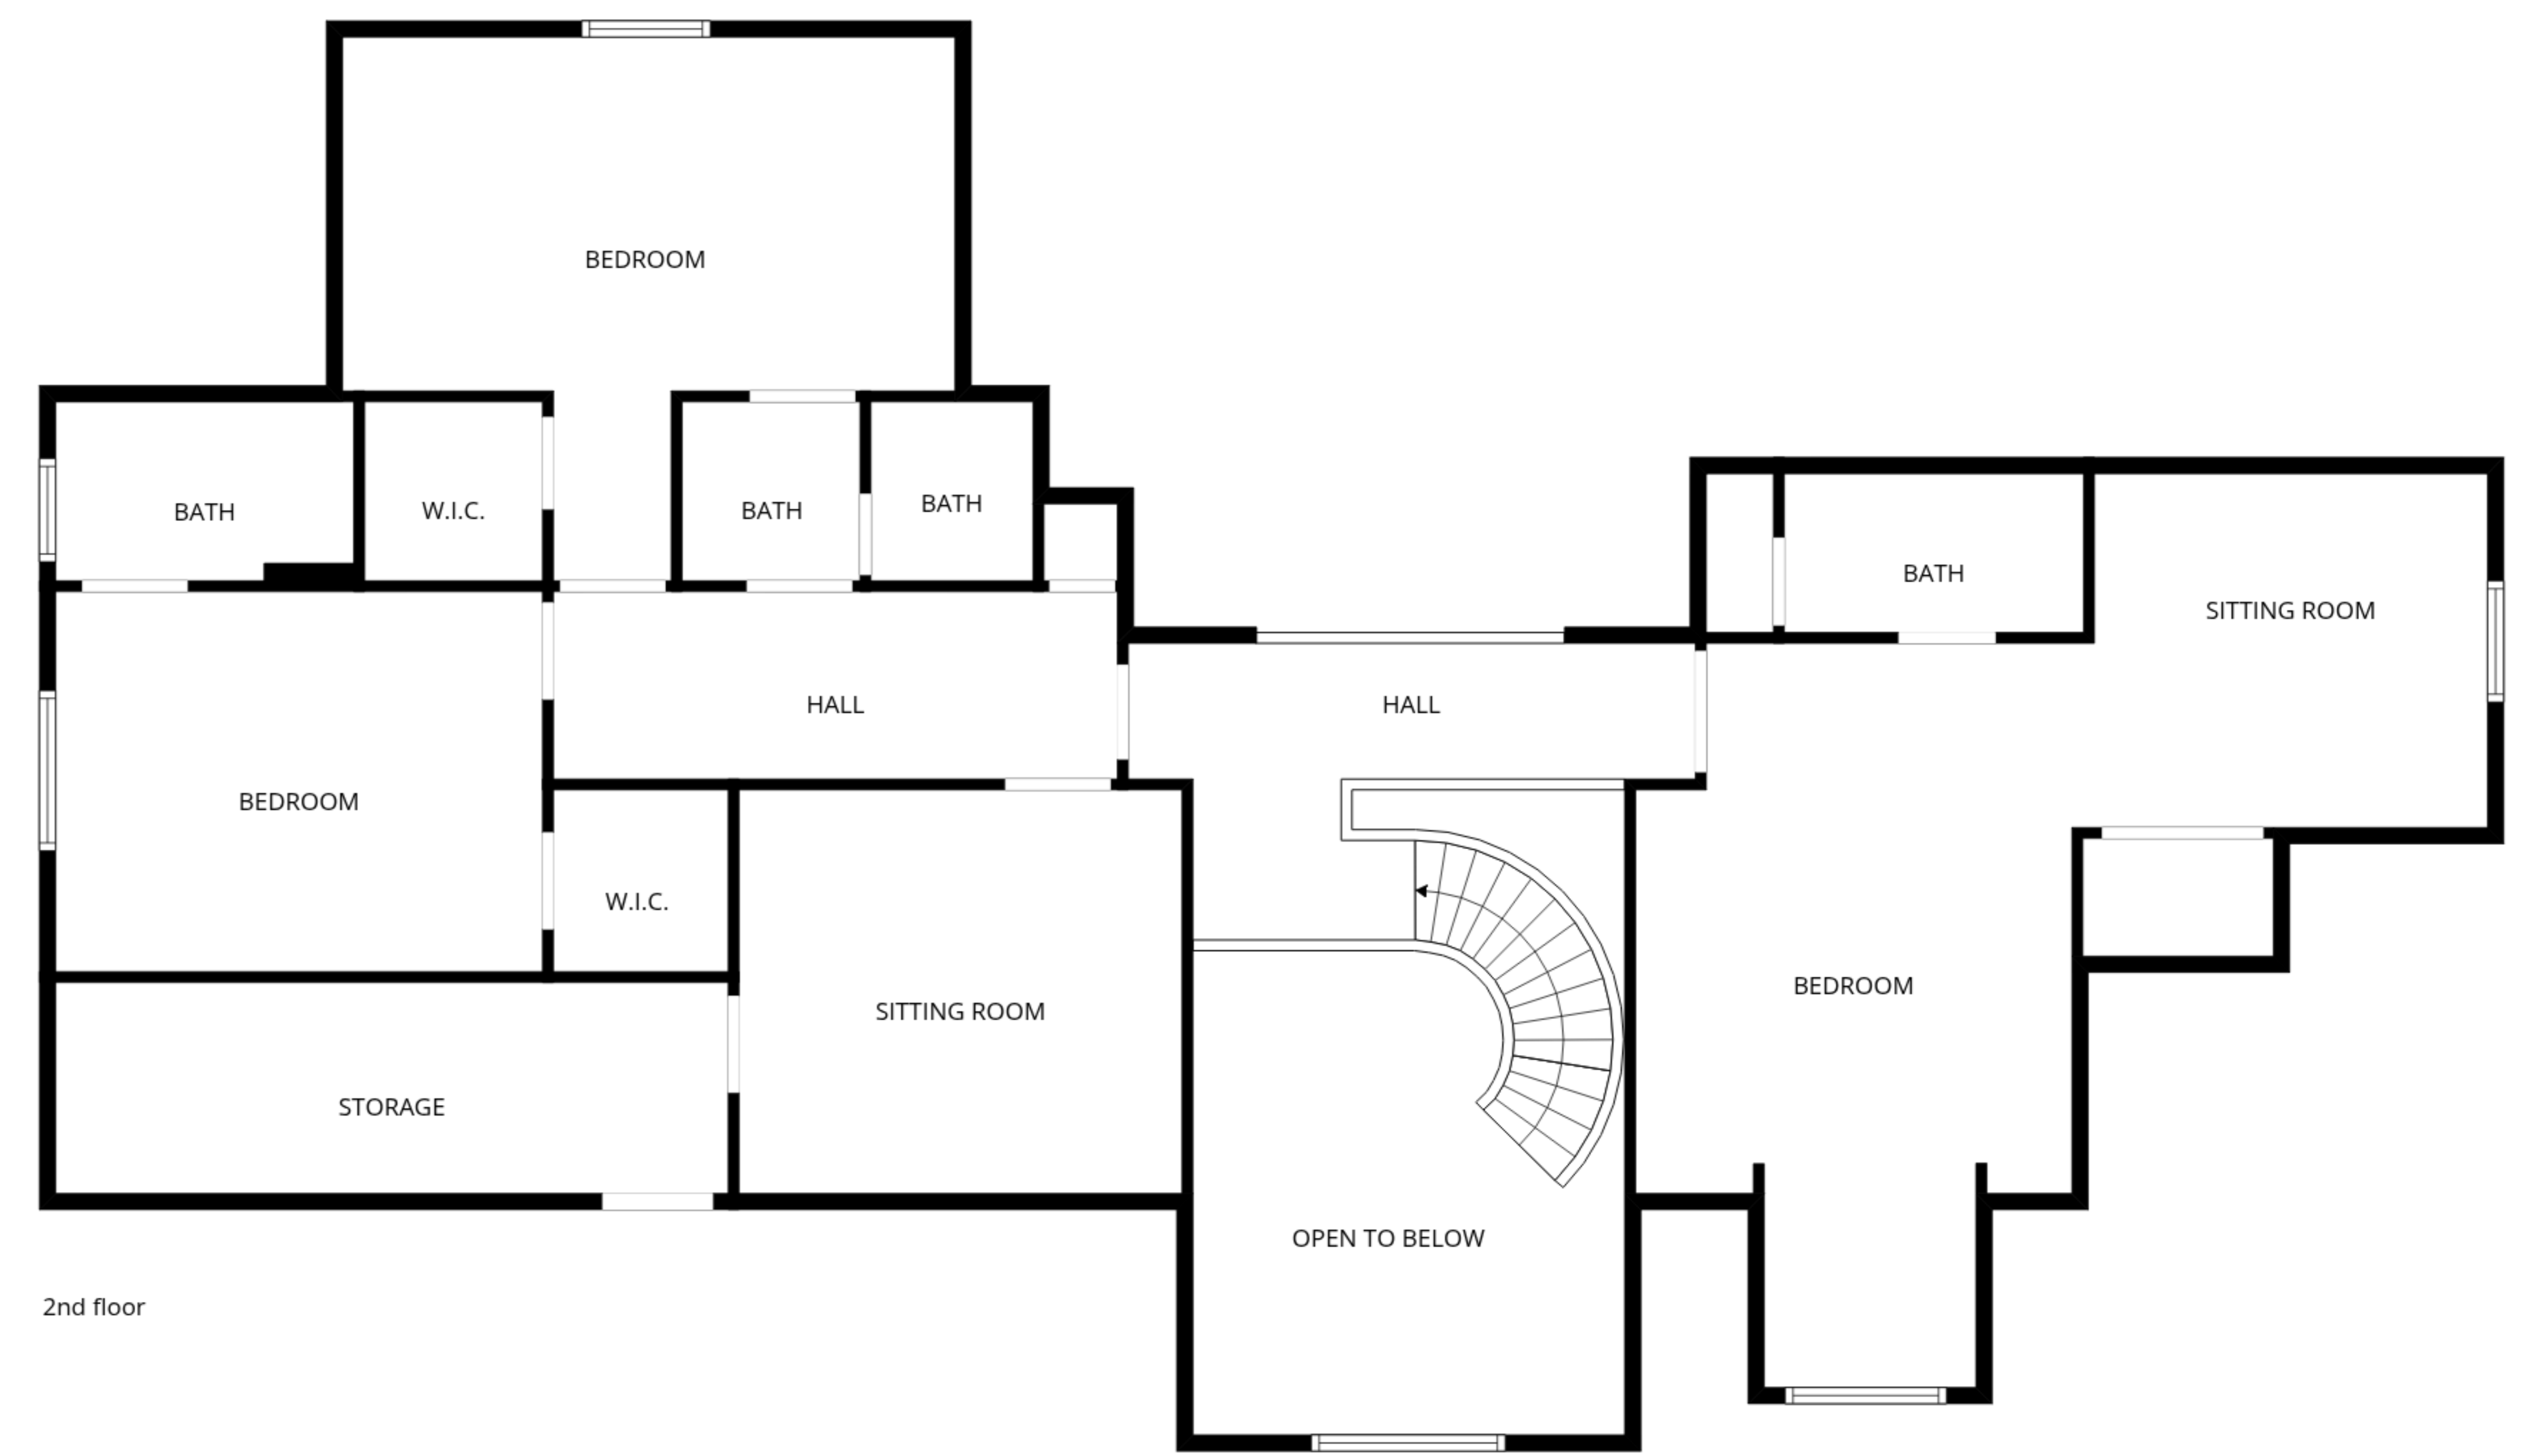 BEDROOM
BATH
W.I.C.
BATH
BATH
BATH
SITTING ROOM
HALL
HALL
BEDROOM
W.I.C.
BEDROOM
SITTING ROOM
STORAGE
OPEN TO BELOW
2nd floor